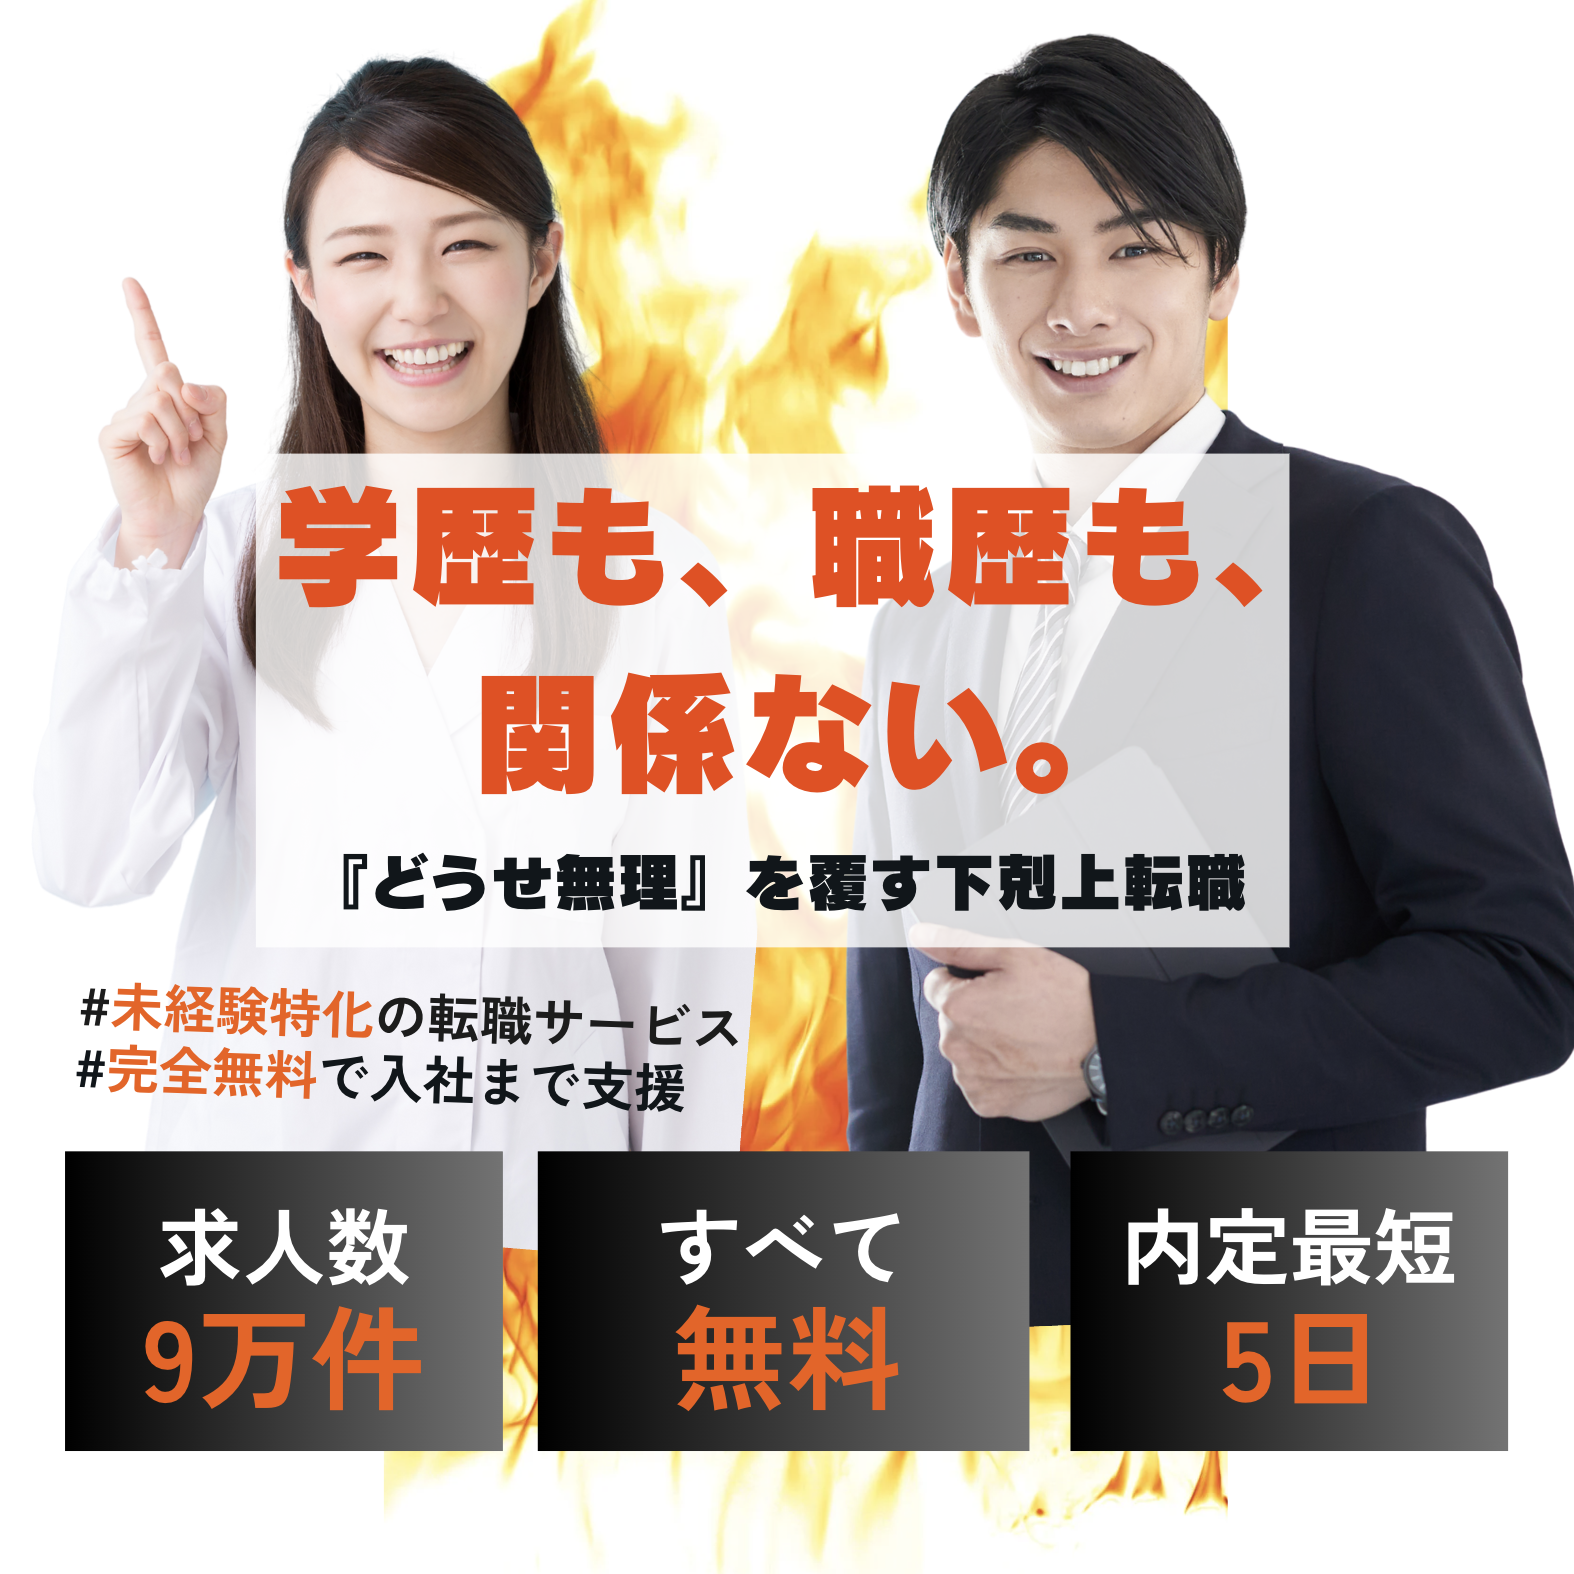 学歴も、職歴も、
関係ない。
『どうせ無理』を覆す下剋上転職
#未経験特化の転職サービス
#完全無料で入社まで支援
求人数
9万件
すべて
無料
内定最短
5日